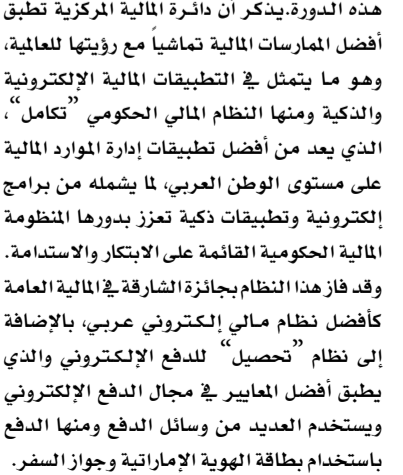 هذه الدورة.يذكر أن دائرة المالية المركزية تطبق
أفضل الممارسات المالية تماشياً مع رؤيتها للعالمية،
وهو ما يتمثل في التطبيقات المالية الإلكترونية
والذكية ومنها النظام المالي الحكومي ”تكامل“،
الذي يعد من أفضل تطبيقات إدارة الموارد المالية
على مستوى الوطن العربي، لما يشمله من برامج
إلكترونية وتطبيقات ذكية تعزز بدورها المنظومة
المالية الحكومية القائمة على الابتكار والاستدامة.
وقد فاز هذا النظام بجائزة الشارقة في المالية العامة
كأفضل نظام مالي إلكتروني عربي، بالإضافة
إلى نظام ”تحصيل“ للدفع الإلكتروني والذي
يطبق أفضل المعايير في مجال الدفع الإلكتروني
ويستخدم العديد من وسائل الدفع ومنها الدفع
باستخدام بطاقة الهوية الإماراتية وجواز السفر.